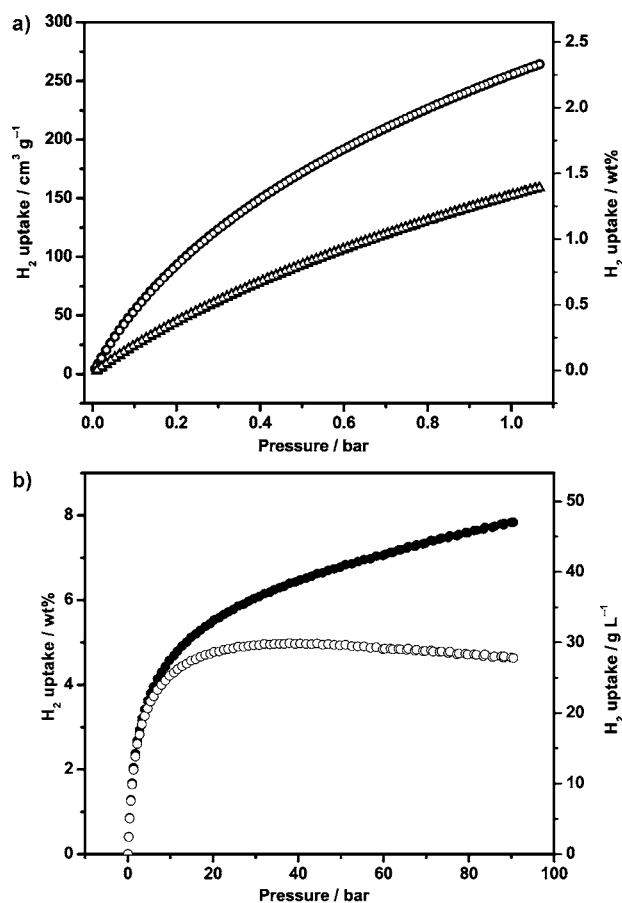 a)
300
250
200
150
100
50
0
H₂ uptake / cm³ g⁻¹
2.5
2.0
1.5
1.0
0.5
0.0
H₂ uptake / wt%
0.0 0.2 0.4 0.6 0.8 1.0
Pressure / bar
b)
8
6
4
2
0
H₂ uptake / wt%
50
40
30
20
10
0
H₂ uptake / g L⁻¹
0 20 40 60 80 100
Pressure / bar